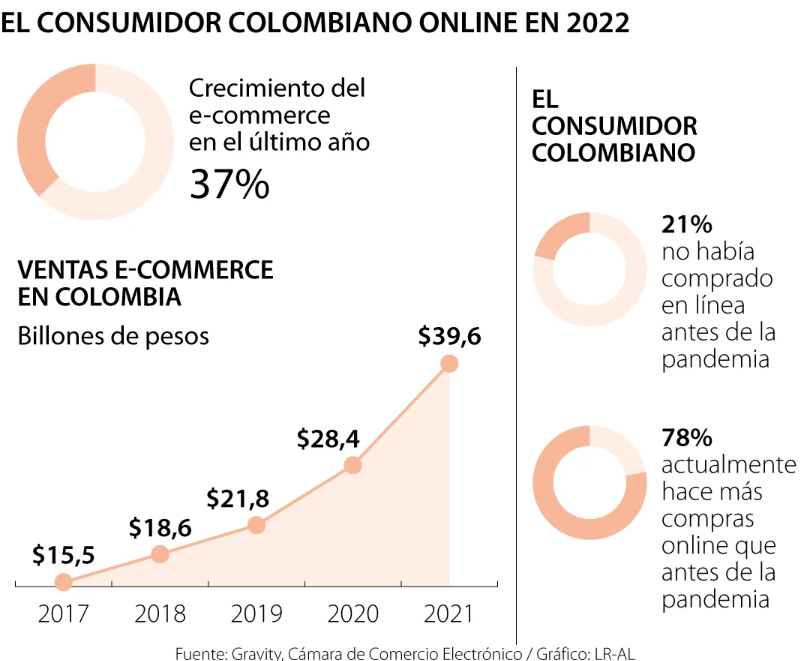 EL CONSUMIDOR COLOMBIANO ONLINE EN 2022
Crecimiento del
e-commerce
en el último año
37%
VENTAS E-COMMERCE
EN COLOMBIA
Billones de pesos
$15,5
$18,6
$21,8
$28,4
$39,6
2017 2018 2019 2020 2021
EL
CONSUMIDOR
COLOMBIANO
21%
no había
comprado
en línea
antes de la
pandemia
78%
actualmente
hace más
compras
online que
antes de la
pandemia
Fuente: Gravity, Cámara de Comercio Electrónico / Gráfico: LR-AL